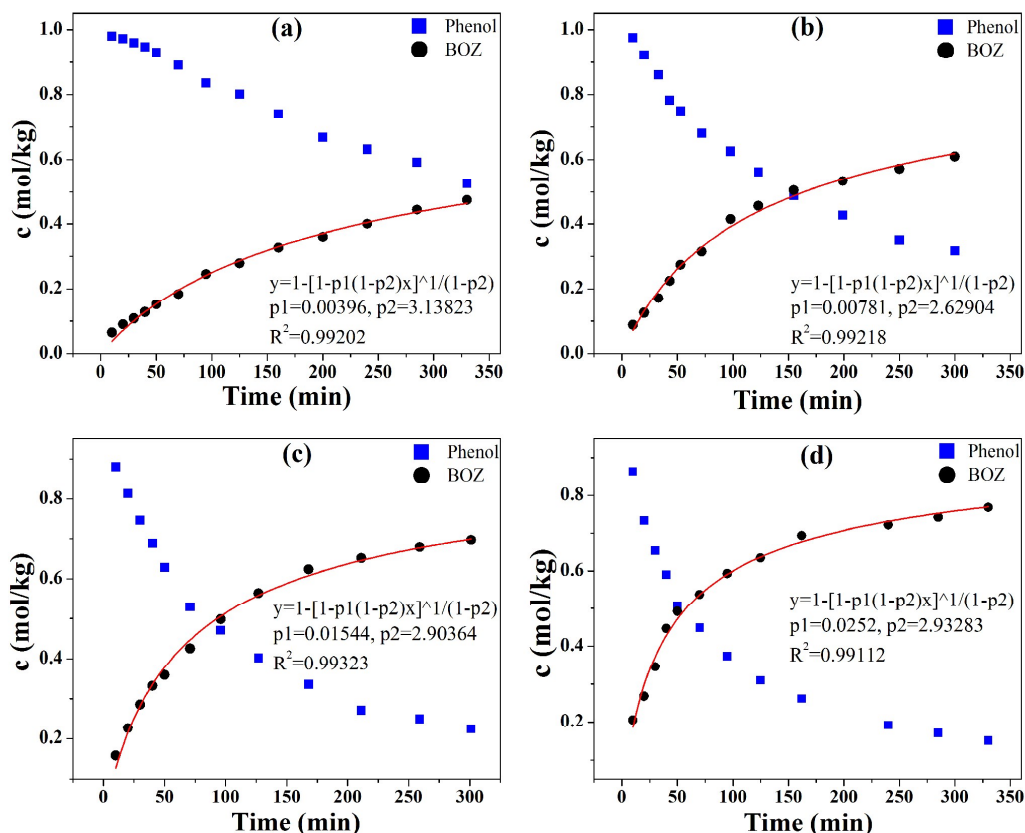 (a)
Phenol
BOZ
1.0
0.8
0.6
0.4
0.2
0.0
c (mol/kg)
y=1-[1-p1(1-p2)x]^1/(1-p2)
p1=0.00396, p2=3.13823
R²=0.99202
0 50 100 150 200 250 300 350
Time (min)
(b)
Phenol
BOZ
1.0
0.8
0.6
0.4
0.2
0.0
c (mol/kg)
y=1-[1-p1(1-p2)x]^1/(1-p2)
p1=0.00781, p2=2.62904
R²=0.99218
0 50 100 150 200 250 300 350
Time (min)
(c)
Phenol
BOZ
0.8
0.6
0.4
0.2
c (mol/kg)
y=1-[1-p1(1-p2)x]^1/(1-p2)
p1=0.01544, p2=2.90364
R²=0.99323
0 50 100 150 200 250 300
Time (min)
(d)
Phenol
BOZ
0.8
0.6
0.4
0.2
c (mol/kg)
y=1-[1-p1(1-p2)x]^1/(1-p2)
p1=0.0252, p2=2.93283
R²=0.99112
0 50 100 150 200 250 300 350
Time (min)